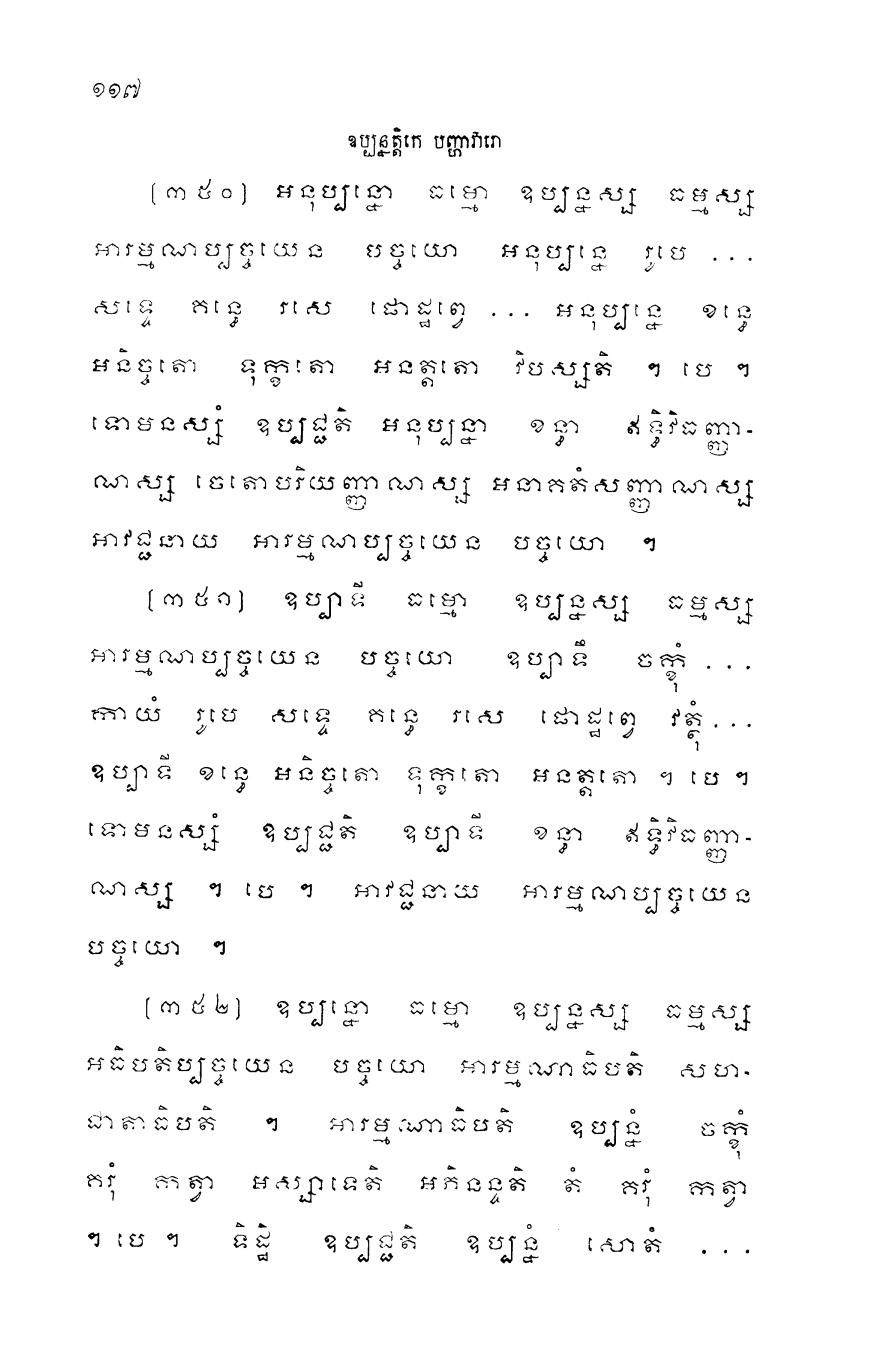 ១១៧
ឧប្បន្នត្តិកេ បញ្ហាវារោ
[៣៥០] អនុប្បន្នោ ធម្មោ ឧប្បន្នស្ស ធម្មស្ស
អារម្មណប្បច្ចយេន បច្ចយោ អនុប្បន្នេ រូបេ ...
សទ្ទេ គន្ធេ រសេ ផោដ្ឋព្វេ ... អនុប្បន្នេ ខន្ធេ
អនិច្ចតោ ទុក្ខតោ អនត្តតោ វិបស្សតិ ។ បេ ។
ទោមនស្សំ ឧប្បជ្ជតិ អនុប្បន្នា ខន្ធា ឥទ្ធិវិធញ្ញា-
ណស្ស ចេតោបរិយញ្ញាណស្ស អនាគតំសញ្ញាណស្ស
អាវជ្ជនាយ អារម្មណប្បច្ចយេន បច្ចយោ ។
[៣៥១] ឧប្បាទី ធម្មោ ឧប្បន្នស្ស ធម្មស្ស
អារម្មណប្បច្ចយេន បច្ចយោ ឧប្បាទឹ ចក្ខុំ ...
កាយំ រូបេ សទ្ទេ គន្ធេ រសេ ផោដ្ឋព្វេ វត្ថុំ ...
ឧប្បាទី ខន្ធេ អនិច្ចតោ ទុក្ខតោ អនត្តតោ ។ បេ ។
ទោមនស្សំ ឧប្បជ្ជតិ ឧប្បាទី ខន្ធា ឥទ្ធិវិធញ្ញា-
ណស្ស ។ បេ ។ អាវជ្ជនាយ អារម្មណប្បច្ចយេន
បច្ចយោ ។
[៣៥២] ឧប្បន្នោ ធម្មោ ឧប្បន្នស្ស ធម្មស្ស
អធិបតិប្បច្ចយេន បច្ចយោ អារម្មណាធិបតិ សហ-
ជាតាធិបតិ ។ អារម្មណាធិបតិ ឧប្បន្នំ ចក្ខុំ
គរុំ កត្វា អស្សាទេតិ អភិនន្ទតិ តំ គរុំ កត្វា
។ បេ ។ ទិដ្ឋិ ឧប្បជ្ជតិ ឧប្បន្នំ សោតំ ...